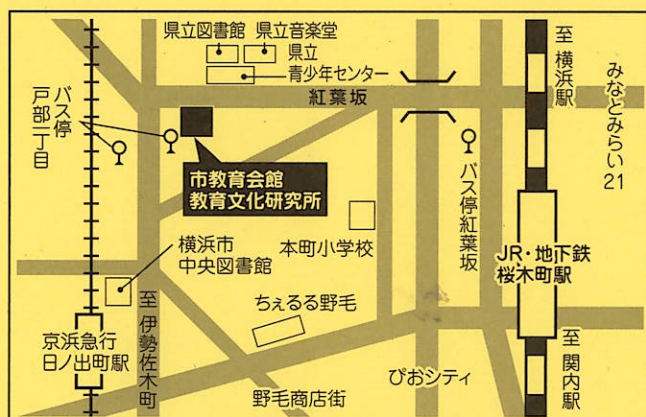 県立図書館
県立音楽堂
県立
青少年センター
紅葉坂
至 横浜駅
みなとみらい21
バス停
戸部一丁目
市教育会館
教育文化研究所
バス停紅葉坂
横浜市
中央図書館
本町小学校
JR・地下鉄
桜木町駅
ちぇるる野毛
至 伊勢佐木町
京浜急行
日ノ出町駅
野毛商店街
ぴおシティ
至 関内駅